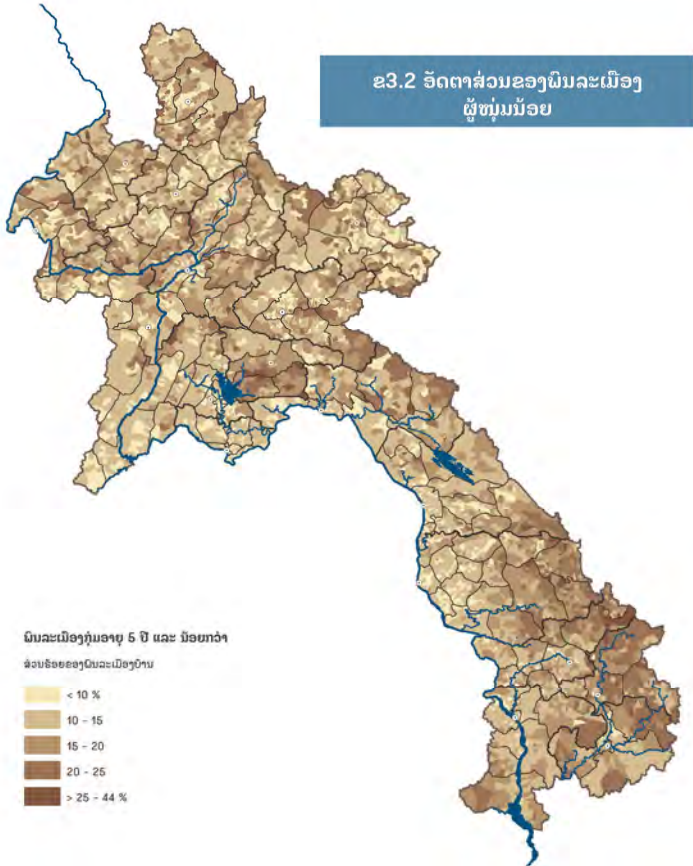 ຂ3.2 ອັດຕາສ່ວນຂອງພົນລະເມືອງ
ຜູ້ໜຸ່ມນ້ອຍ
ພົນລະເມືອງກຸ່ມອາຍຸ 5 ປີ ແລະ ນ້ອຍກວ່າ
ສ່ວນຮ້ອຍຂອງພົນລະເມືອງບ້ານ
< 10 %
10 - 15
15 - 20
20 - 25
> 25 - 44 %